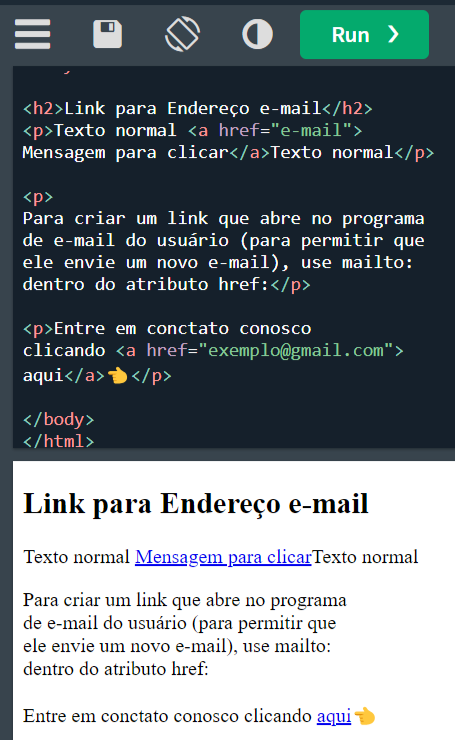 Run ❯
<h2>Link para Endereço e-mail</h2>
<p>Texto normal <a href="e-mail">
Mensagem para clicar</a>Texto normal</p>
<p>
Para criar um link que abre no programa
de e-mail do usuário (para permitir que
ele envie um novo e-mail), use mailto:
dentro do atributo href:</p>
<p>Entre em conctato conosco
clicando <a href="exemplo@gmail.com">
aqui</a>👈</p>
</body>
</html>
Link para Endereço e-mail
Texto normal Mensagem para clicarTexto normal
Para criar um link que abre no programa
de e-mail do usuário (para permitir que
ele envie um novo e-mail), use mailto:
dentro do atributo href:
Entre em conctato conosco clicando aqui👈